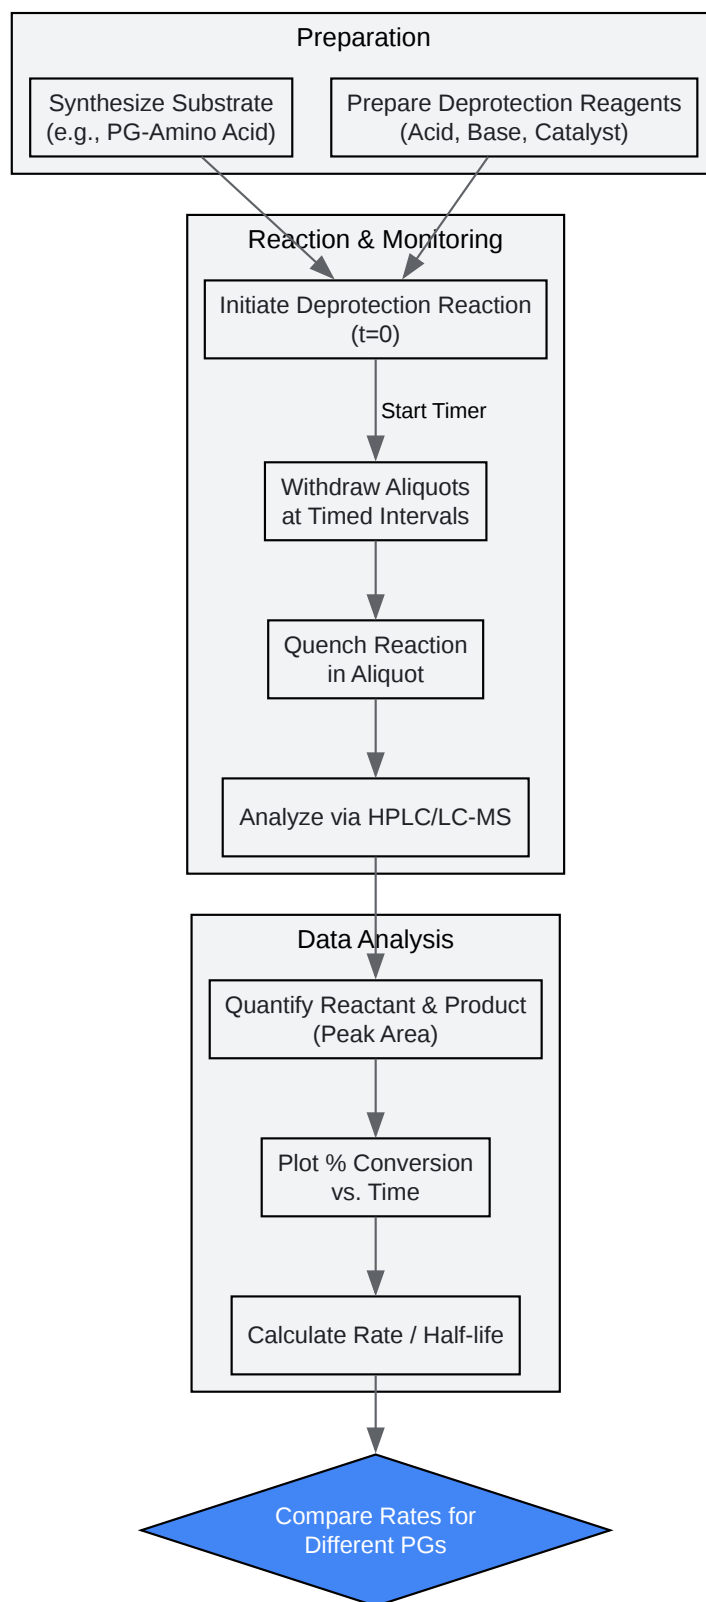 Preparation
Synthesize Substrate
(e.g., PG-Amino Acid)
Prepare Deprotection Reagents
(Acid, Base, Catalyst)
Reaction & Monitoring
Initiate Deprotection Reaction
(t=0)
Start Timer
Withdraw Aliquots
at Timed Intervals
Quench Reaction
in Aliquot
Analyze via HPLC/LC-MS
Data Analysis
Quantify Reactant & Product
(Peak Area)
Plot % Conversion
vs. Time
Calculate Rate / Half-life
Compare Rates for
Different PGs